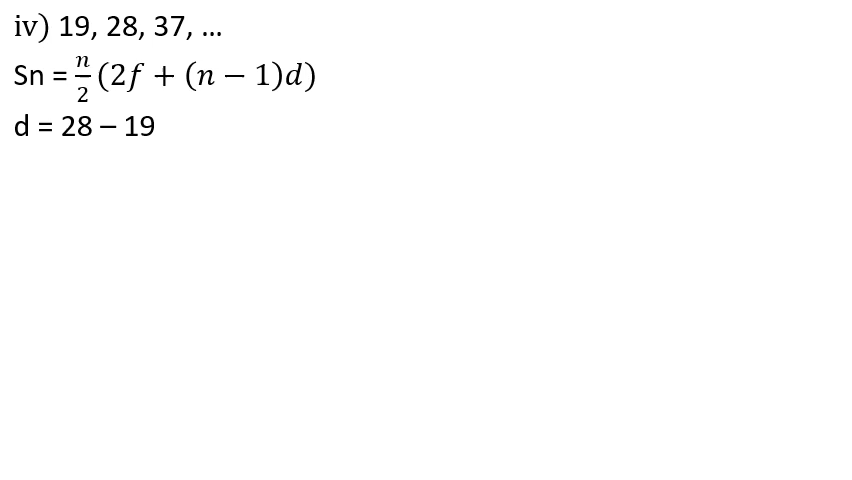 iv) 19, 28, 37, ...
Sn = n/2 (2f + (n − 1)d)
d = 28 – 19